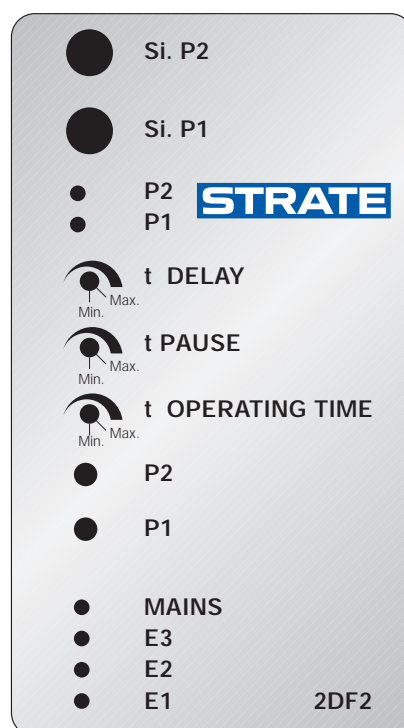 Si. P2
Si. P1
P2
STRATE
P1
t DELAY
Min. Max.
t PAUSE
Min. Max.
t OPERATING TIME
Min. Max.
P2
P1
MAINS
E3
E2
E1 2DF2